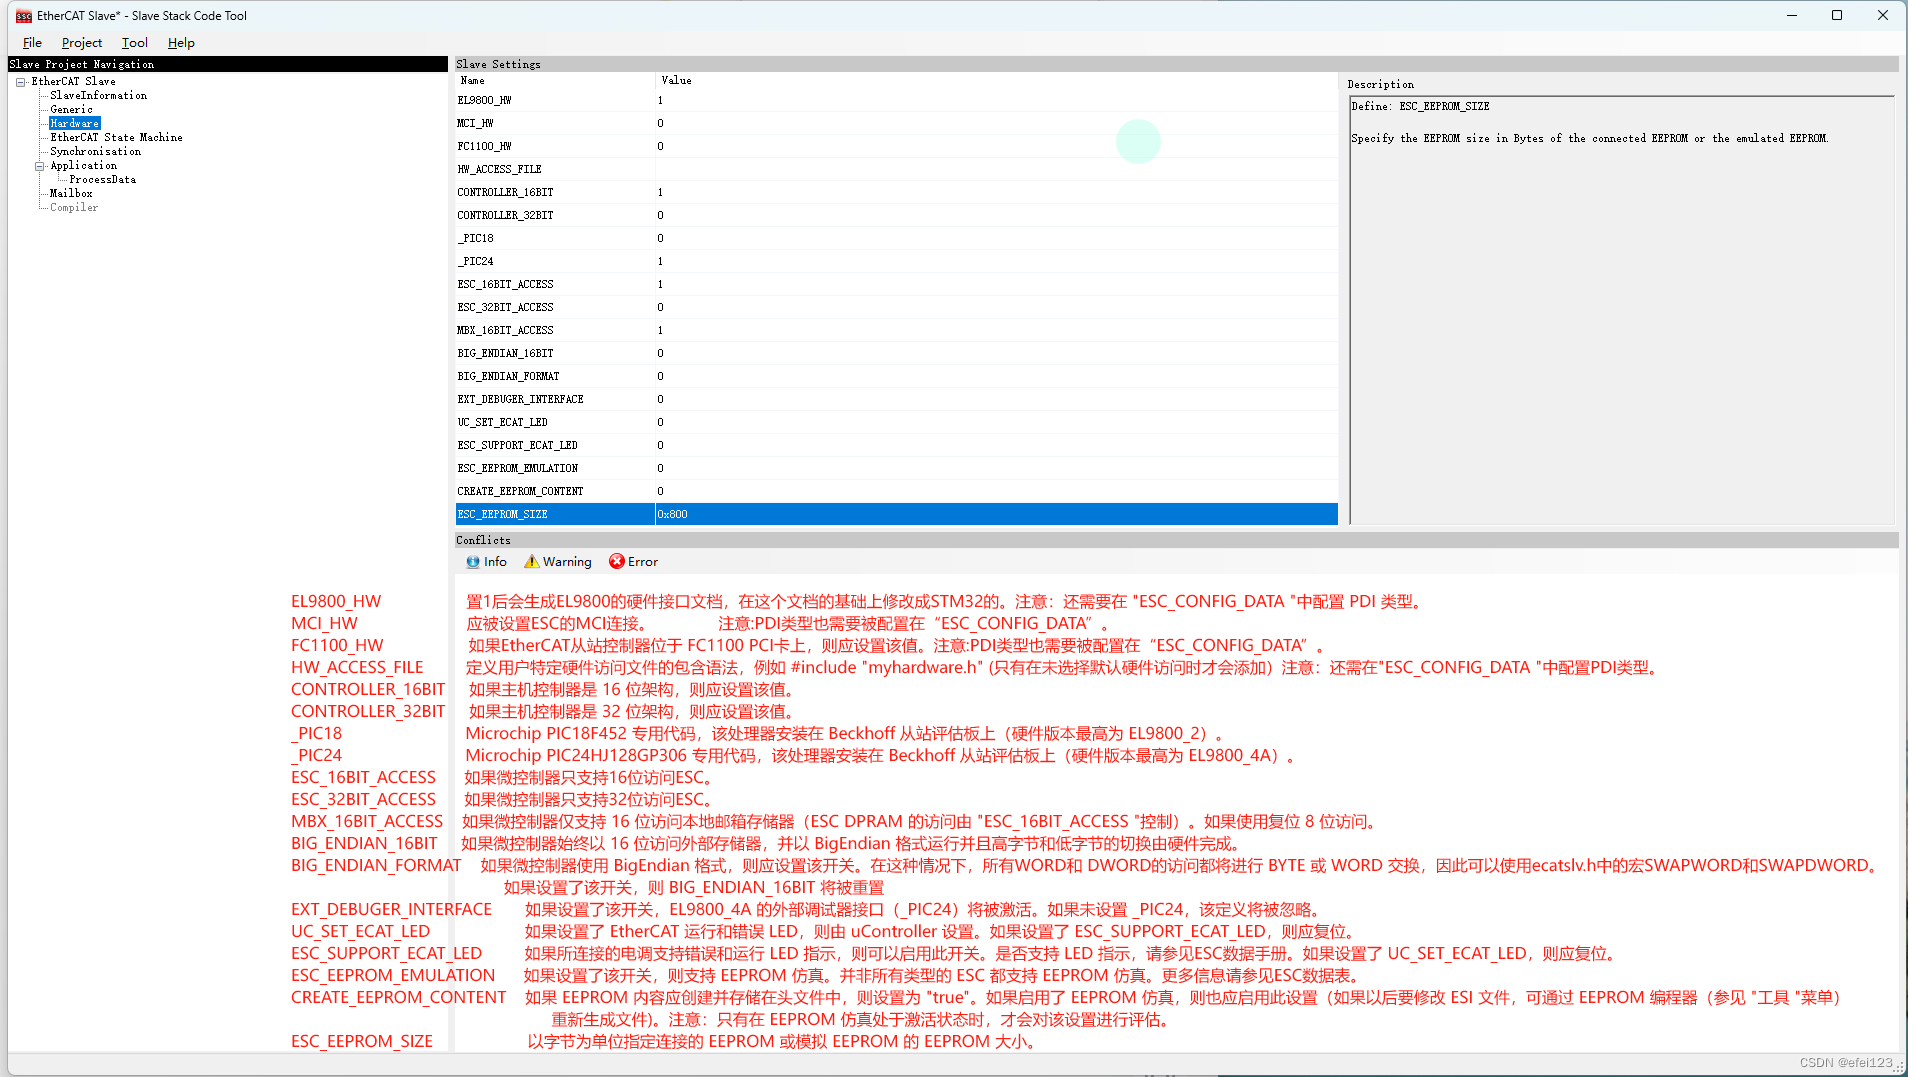 EtherCAT Slave* - Slave Stack Code Tool
File Project Tool Help
Slave Project Navigation
EtherCAT Slave
SlaveInformation
Generic
Hardware
EtherCAT State Machine
Synchronisation
Application
ProcessData
Mailbox
Compiler
Slave Settings
Name Value
EL9800_HW 1
MCI_HW 0
FC1100_HW 0
HW_ACCESS_FILE
CONTROLLER_16BIT 1
CONTROLLER_32BIT 0
_PIC18 0
_PIC24 1
ESC_16BIT_ACCESS 1
ESC_32BIT_ACCESS 0
MBX_16BIT_ACCESS 1
BIG_ENDIAN_16BIT 0
BIG_ENDIAN_FORMAT 0
EXT_DEBUGER_INTERFACE 0
UC_SET_ECAT_LED 0
ESC_SUPPORT_ECAT_LED 0
ESC_EEPROM_EMULATION 0
CREATE_EEPROM_CONTENT 0
ESC_EEPROM_SIZE 0x800
Description
Define: ESC_EEPROM_SIZE
Specify the EEPROM size in Bytes of the connected EEPROM or the emulated EEPROM.
Conflicts
Info Warning Error
EL9800_HW 置1后会生成EL9800的硬件接口文档，在这个文档的基础上修改成STM32的。注意：还需要在 "ESC_CONFIG_DATA "中配置 PDI 类型。
MCI_HW 应被设置ESC的MCI连接。 注意:PDI类型也需要被配置在“ESC_CONFIG_DATA”。
FC1100_HW 如果EtherCAT从站控制器位于 FC1100 PCI卡上，则应设置该值。注意:PDI类型也需要被配置在“ESC_CONFIG_DATA”。
HW_ACCESS_FILE 定义用户特定硬件访问文件的包含语法，例如 #include "myhardware.h" (只有在未选择默认硬件访问时才会添加）注意：还需在"ESC_CONFIG_DATA "中配置PDI类型。
CONTROLLER_16BIT 如果主机控制器是 16 位架构，则应设置该值。
CONTROLLER_32BIT 如果主机控制器是 32 位架构，则应设置该值。
_PIC18 Microchip PIC18F452 专用代码，该处理器安装在 Beckhoff 从站评估板上（硬件版本最高为 EL9800_2）。
_PIC24 Microchip PIC24HJ128GP306 专用代码，该处理器安装在 Beckhoff 从站评估板上（硬件版本最高为 EL9800_4A）。
ESC_16BIT_ACCESS 如果微控制器只支持16位访问ESC。
ESC_32BIT_ACCESS 如果微控制器只支持32位访问ESC。
MBX_16BIT_ACCESS 如果微控制器仅支持 16 位访问本地邮箱存储器（ESC DPRAM 的访问由 "ESC_16BIT_ACCESS "控制）。如果使用复位 8 位访问。
BIG_ENDIAN_16BIT 如果微控制器始终以 16 位访问外部存储器，并以 BigEndian 格式运行并且高字节和低字节的切换由硬件完成。
BIG_ENDIAN_FORMAT 如果微控制器使用 BigEndian 格式，则应设置该开关。在这种情况下，所有WORD和 DWORD的访问都将进行 BYTE 或 WORD 交换，因此可以使用ecatslv.h中的宏SWAPWORD和SWAPDWORD。
如果设置了该开关，则 BIG_ENDIAN_16BIT 将被重置
EXT_DEBUGER_INTERFACE 如果设置了该开关，EL9800_4A 的外部调试器接口（_PIC24）将被激活。如果未设置 _PIC24，该定义将被忽略。
UC_SET_ECAT_LED 如果设置了 EtherCAT 运行和错误 LED，则由 uController 设置。如果设置了 ESC_SUPPORT_ECAT_LED，则应复位。
ESC_SUPPORT_ECAT_LED 如果所连接的电调支持错误和运行 LED 指示，则可以启用此开关。是否支持 LED 指示，请参见ESC数据手册。如果设置了 UC_SET_ECAT_LED，则应复位。
ESC_EEPROM_EMULATION 如果设置了该开关，则支持 EEPROM 仿真。并非所有类型的 ESC 都支持 EEPROM 仿真。更多信息请参见ESC数据表。
CREATE_EEPROM_CONTENT 如果 EEPROM 内容应创建并存储在头文件中，则设置为 "true"。如果启用了 EEPROM 仿真，则也应启用此设置（如果以后要修改 ESI 文件，可通过 EEPROM 编程器（参见 "工具 "菜单）
重新生成文件)。注意：只有在 EEPROM 仿真处于激活状态时，才会对该设置进行评估。
ESC_EEPROM_SIZE 以字节为单位指定连接的 EEPROM 或模拟 EEPROM 的 EEPROM 大小。
CSDN @efei123